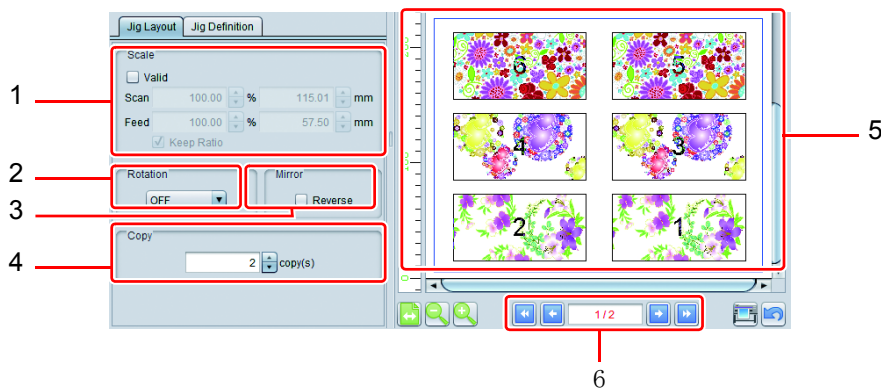 Jig Layout Jig Definition
Scale
Valid
Scan 100.00 % 115.01 mm
Feed 100.00 % 57.50 mm
Keep Ratio
Rotation Mirror
OFF Reverse
Copy
2 copy(s)
1
2
3
4
6 5
4 3
2 1
0
1/2
5
6